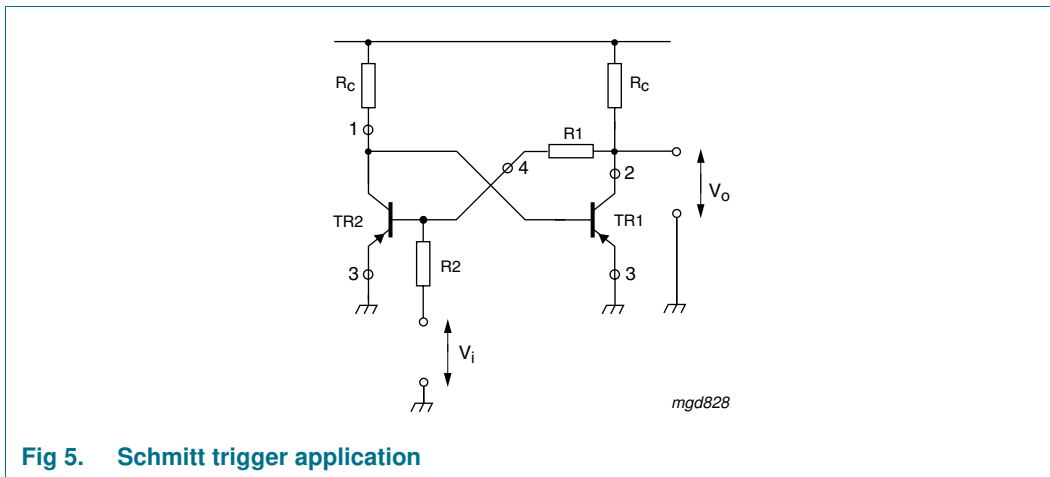 Rc Rc
1 R1
4 2
Vo
TR2 TR1
3 R2 3
Vi
mgd828
Fig 5. Schmitt trigger application